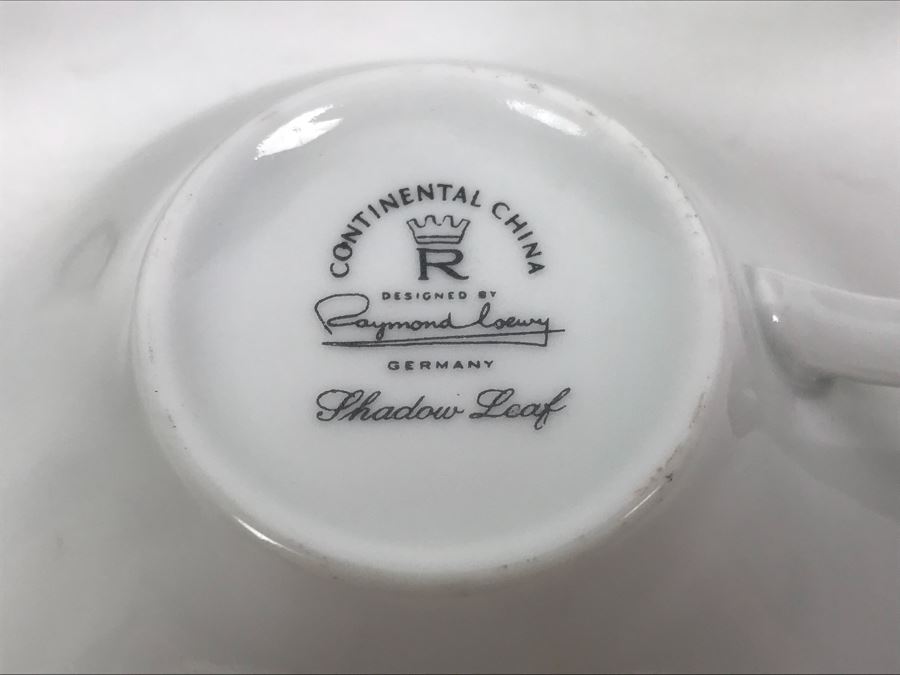 CONTINENTAL CHINA
R
DESIGNED BY
Raymond Loewy
GERMANY
Shadow Leaf